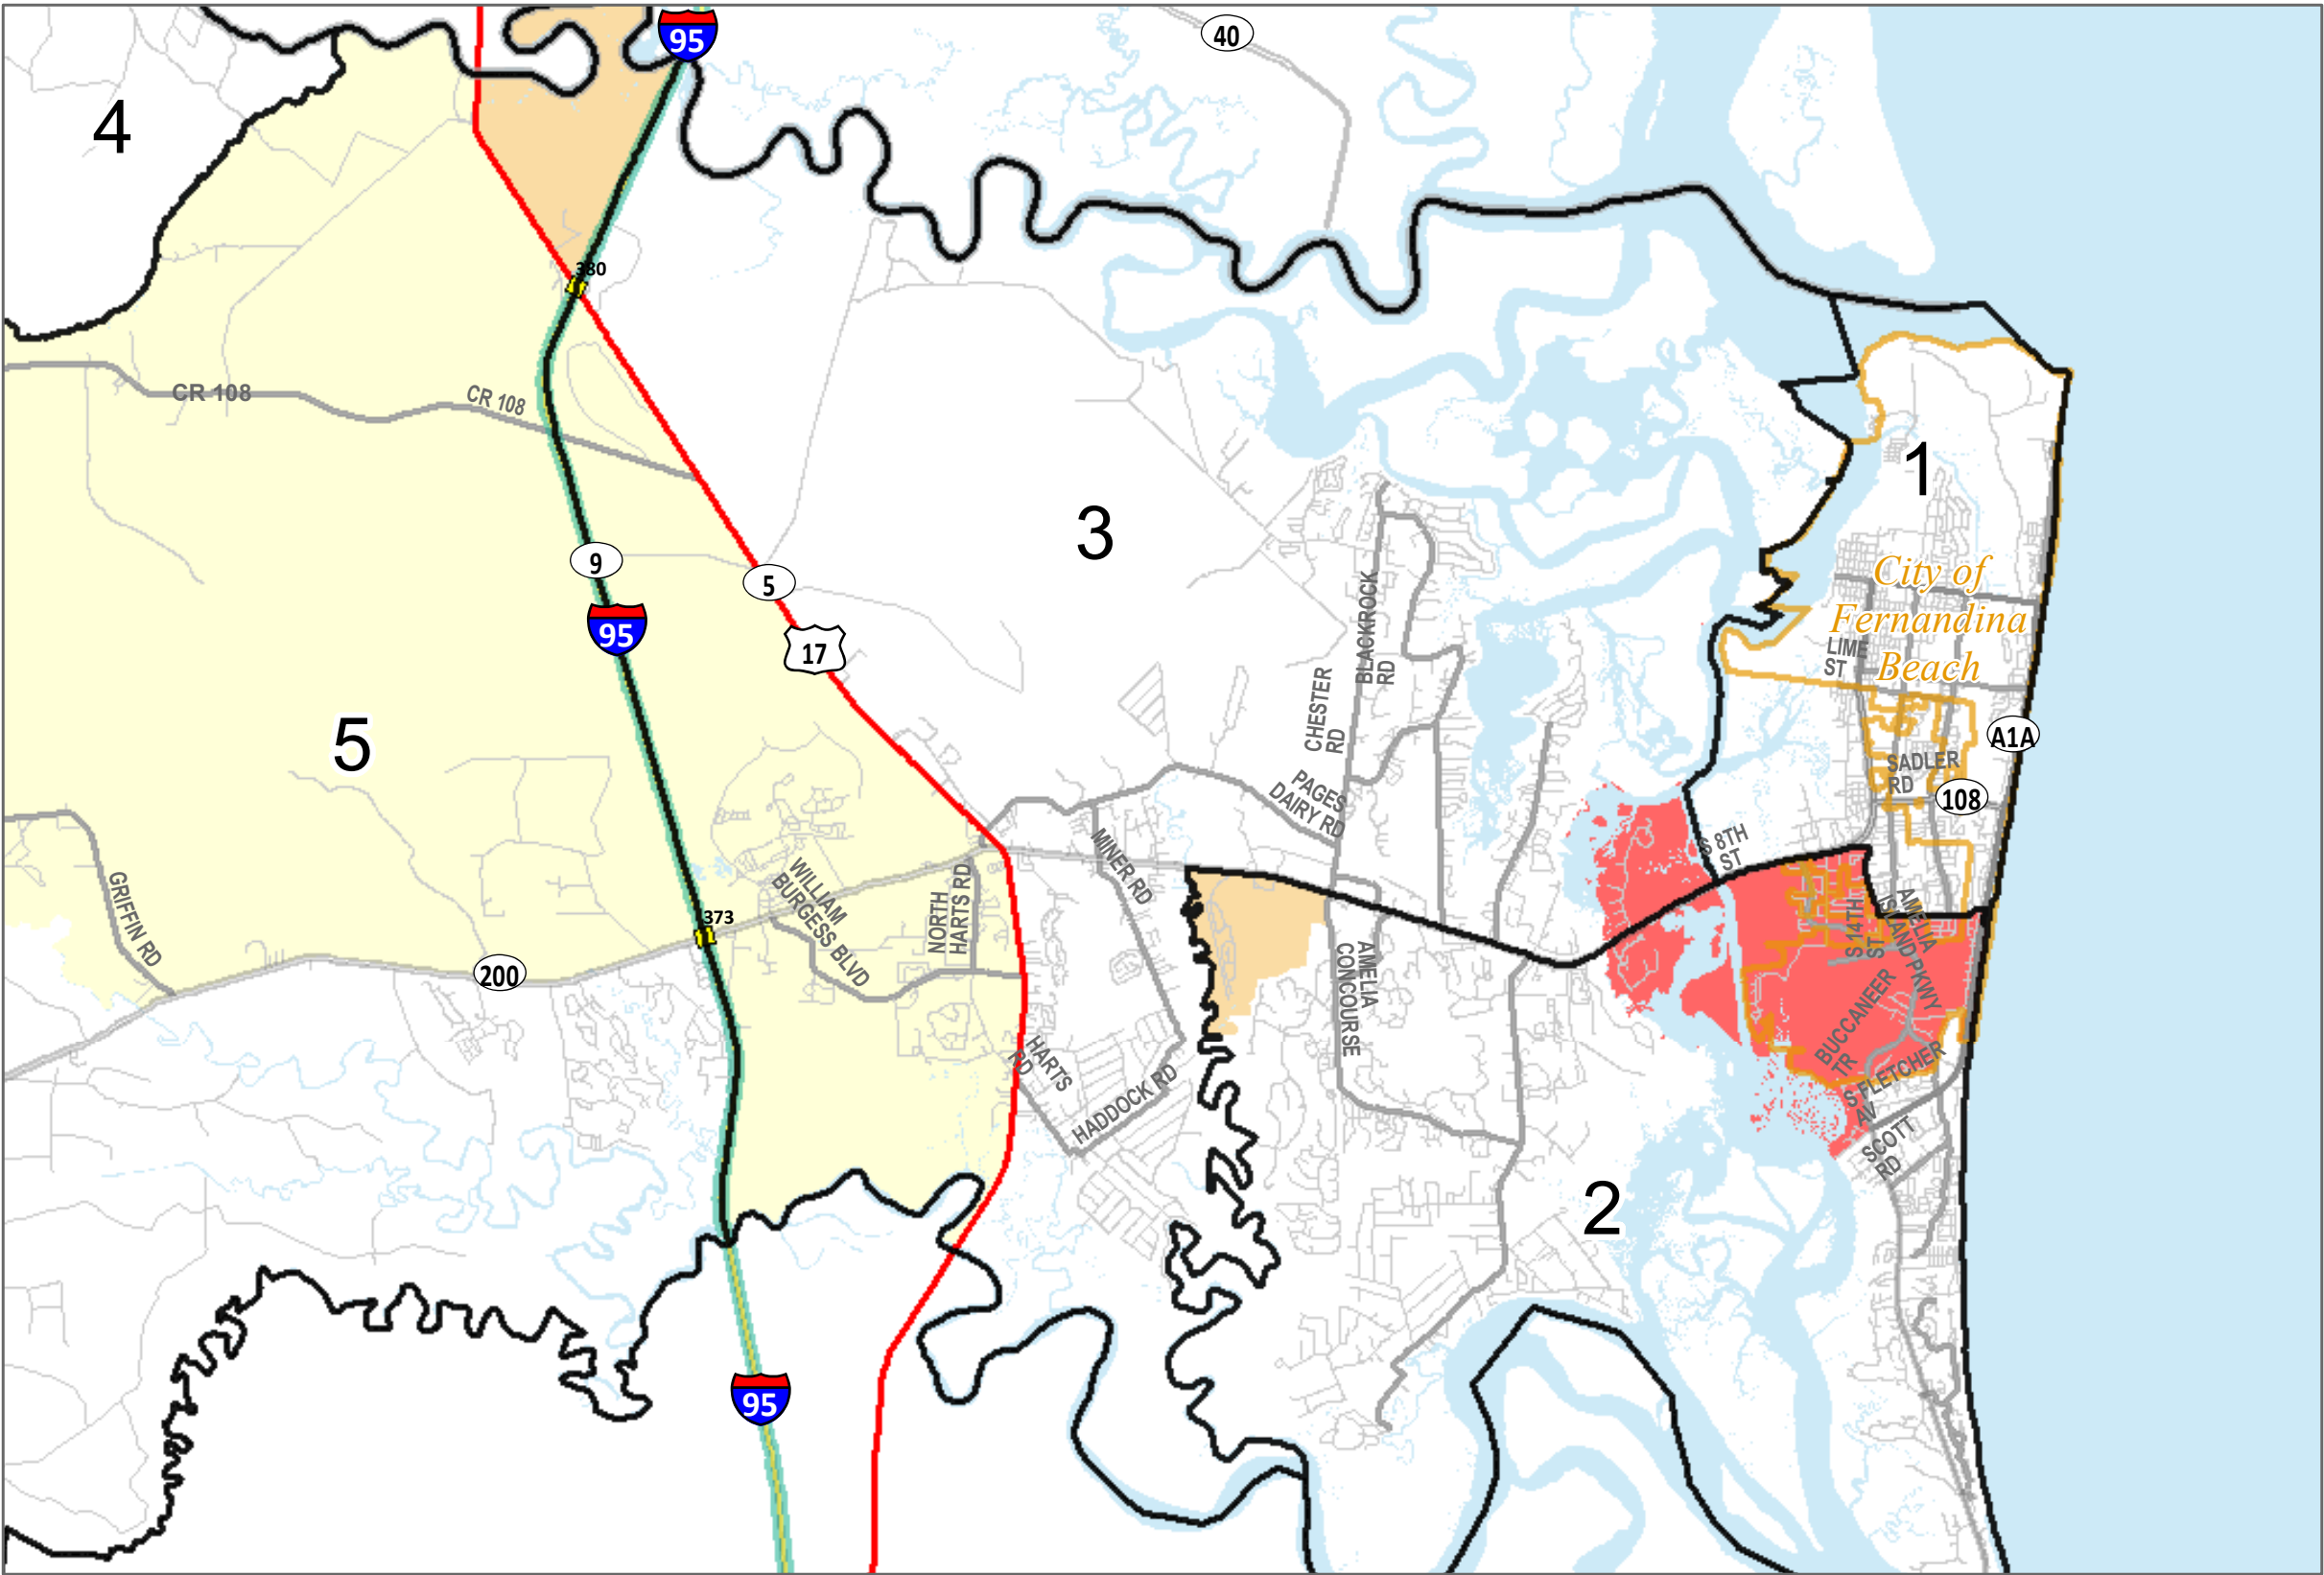 95
40
4
380
CR 108
CR 108
1
3
9
5
City of
Fernandina
Beach
95
17
BLACKROCK
RD
LIME
ST
CHESTER
RD
5
A1A
SADLER
RD
108
PAGES
DAIRY RD
S 8TH
ST
MINER RD
GRIFFIN RD
WILLIAM
BURGESS BLVD
NORTH
HARTS RD
373
200
AMELIA
CONCOURSE
S 14TH
ST
AMELIA
ISLAND PKWY
BUCCANEER
TR
HARTS
RD
HADDOCK RD
S FLETCHER
AV
SCOTT
RD
2
95